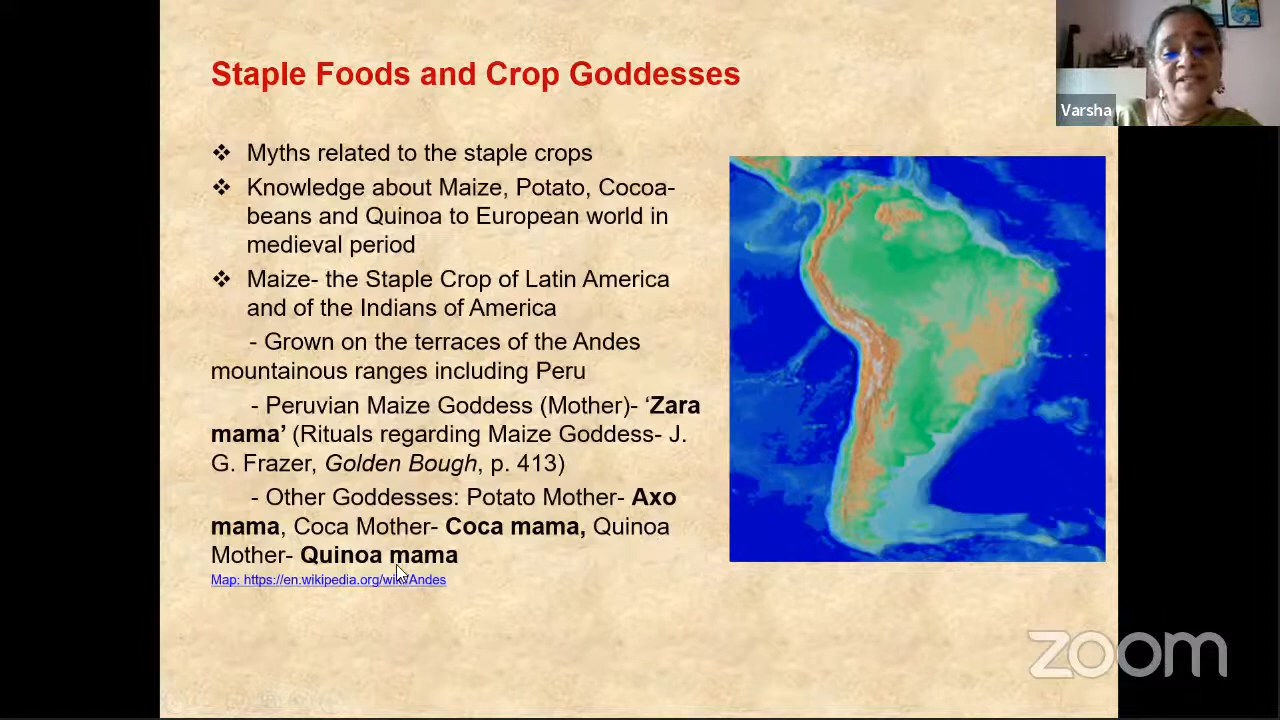 Staple Foods and Crop Goddesses
Varsha
❖ Myths related to the staple crops
❖ Knowledge about Maize, Potato, Cocoa-
beans and Quinoa to European world in
medieval period
❖ Maize- the Staple Crop of Latin America
and of the Indians of America
- Grown on the terraces of the Andes
mountainous ranges including Peru
- Peruvian Maize Goddess (Mother)- ‘Zara
mama’ (Rituals regarding Maize Goddess- J.
G. Frazer, Golden Bough, p. 413)
- Other Goddesses: Potato Mother- Axo
mama, Coca Mother- Coca mama, Quinoa
Mother- Quinoa mama
Map: https://en.wikipedia.org/wiki/Andes
zoom